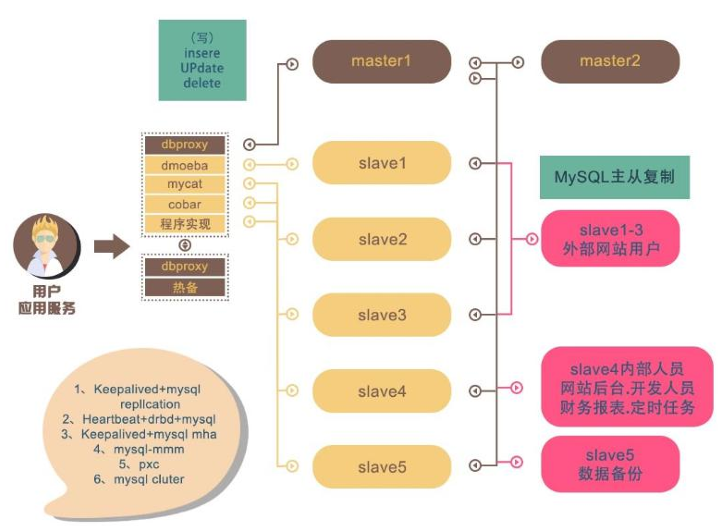 （写）
insere
UPdate
delete
master1
master2
dbproxy
dmoeba
mycat
cobar
程序实现
dbproxy
热备
用户
应用服务
slave1
slave2
slave3
slave4
slave5
MySQL主从复制
slave1-3
外部网站用户
slave4内部人员
网站后台.开发人员
财务报表.定时任务
slave5
数据备份
1、Keepalived+mysql
repllcation
2、Heartbeat+drbd+mysql
3、Keepalived+mysql mha
4、mysql-mmm
5、pxc
6、mysql cluter